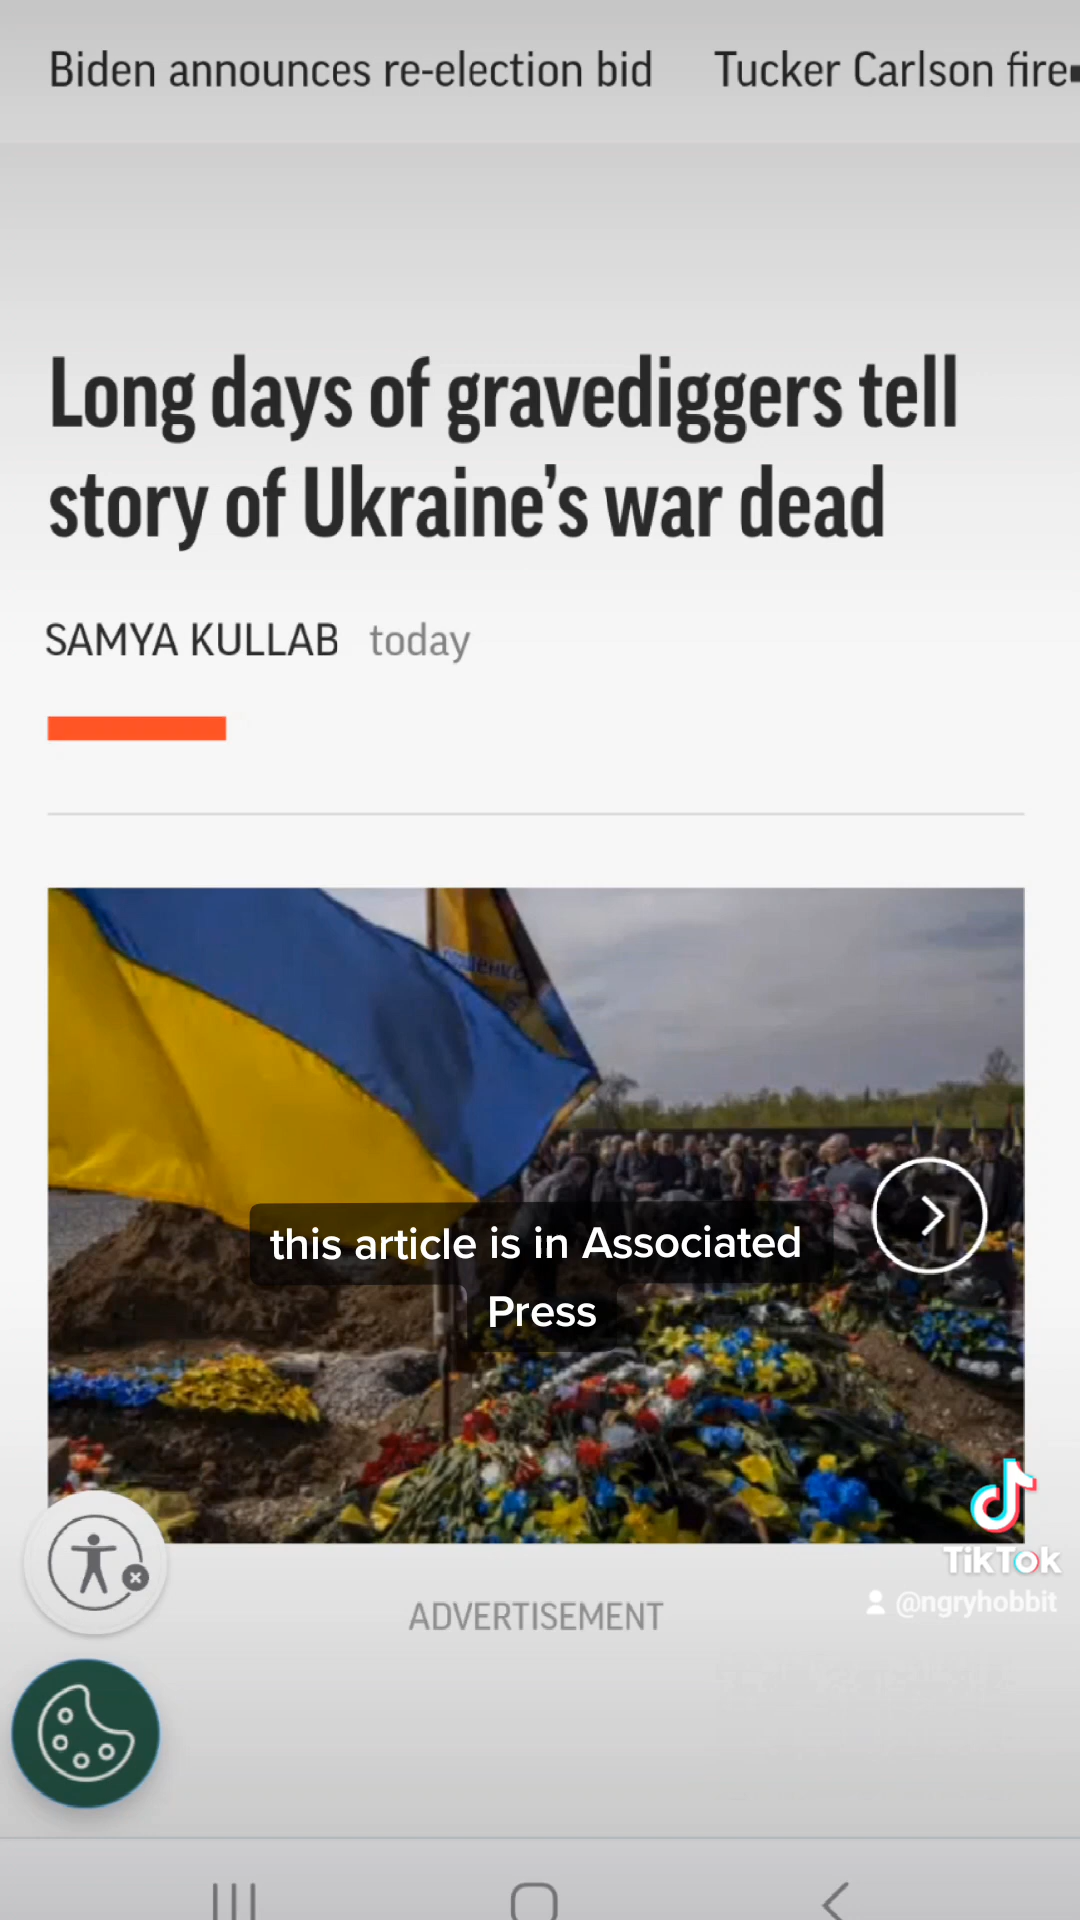 Biden announces re-election bid Tucker Carlson fire
Long days of gravediggers tell
story of Ukraine’s war dead
SAMYA KULLAB today
this article is in Associated
Press
TikTok
@ngryhobbit
ADVERTISEMENT